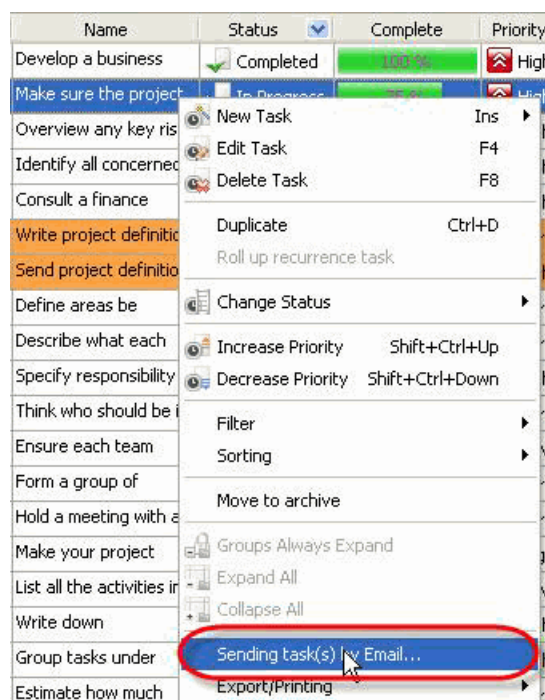 Name Status Complete Priority
Develop a business Completed 100 % High
Make sure the project In Progress 75 % High
New Task Ins
Overview any key ris
Edit Task F4
Identify all concerned
Delete Task F8
Consult a finance
Duplicate Ctrl+D
Write project definitic
Roll up recurrence task
Send project definitio
Define areas be
Change Status
Describe what each
Increase Priority Shift+Ctrl+Up
Specify responsibility
Decrease Priority Shift+Ctrl+Down
Think who should be i
Filter
Ensure each team
Sorting
Form a group of
Move to archive
Hold a meeting with a
Groups Always Expand
Make your project
Expand All
List all the activities in
Collapse All
Write down
Sending task(s) by Email...
Group tasks under
Export/Printing
Estimate how much